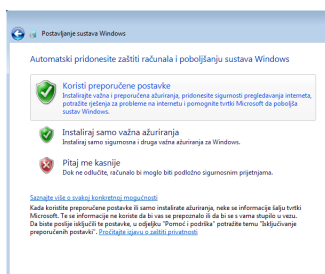 Postavljanje sustava Windows
Automatski pridonesite zaštiti računala i poboljšanju sustava Windows
Koristi preporučene postavke
Instalirajte važna i preporučena ažuriranja, pridonesite sigurnosti pregledavanja interneta,
potražite rješenja za probleme na internetu i pomognite tvrtki Microsoft da poboljša
sustav Windows.
Instaliraj samo važna ažuriranja
Instaliraj samo sigurnosna i druga važna ažuriranja za Windows.
Pitaj me kasnije
Dok ne odlučite, računalo bi moglo biti podložno sigurnosnim prijetnjama.
Saznajte više o svakoj konkretnoj mogućnosti
Kada koristite preporučene postavke ili samo instalirate ažuriranja, neke se informacije šalju tvrtki
Microsoft. Te se informacije ne koriste da bi vas se prepoznalo ili da bi se s vama stupilo u vezu.
Da biste poslije isključili te postavke, u odjeljku "Pomoć i podrška" potražite temu "Isključivanje
preporučenih postavki". Pročitajte izjavu o zaštiti privatnosti